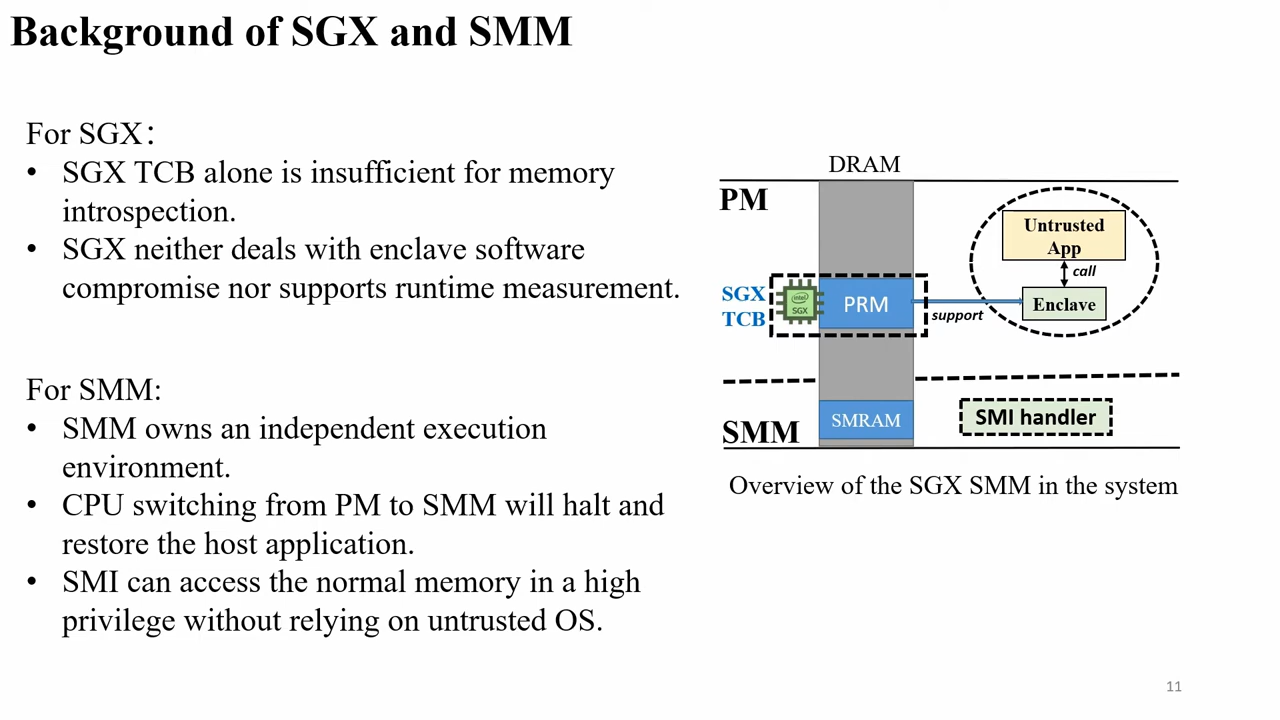 Background of SGX and SMM
For SGX：
• SGX TCB alone is insufficient for memory
introspection.
• SGX neither deals with enclave software
compromise nor supports runtime measurement.
For SMM:
• SMM owns an independent execution
environment.
• CPU switching from PM to SMM will halt and
restore the host application.
• SMI can access the normal memory in a high
privilege without relying on untrusted OS.
DRAM
PM
Untrusted
App
call
SGX
TCB
intel
SGX
PRM
support
Enclave
SMM
SMRAM
SMI handler
Overview of the SGX SMM in the system
11